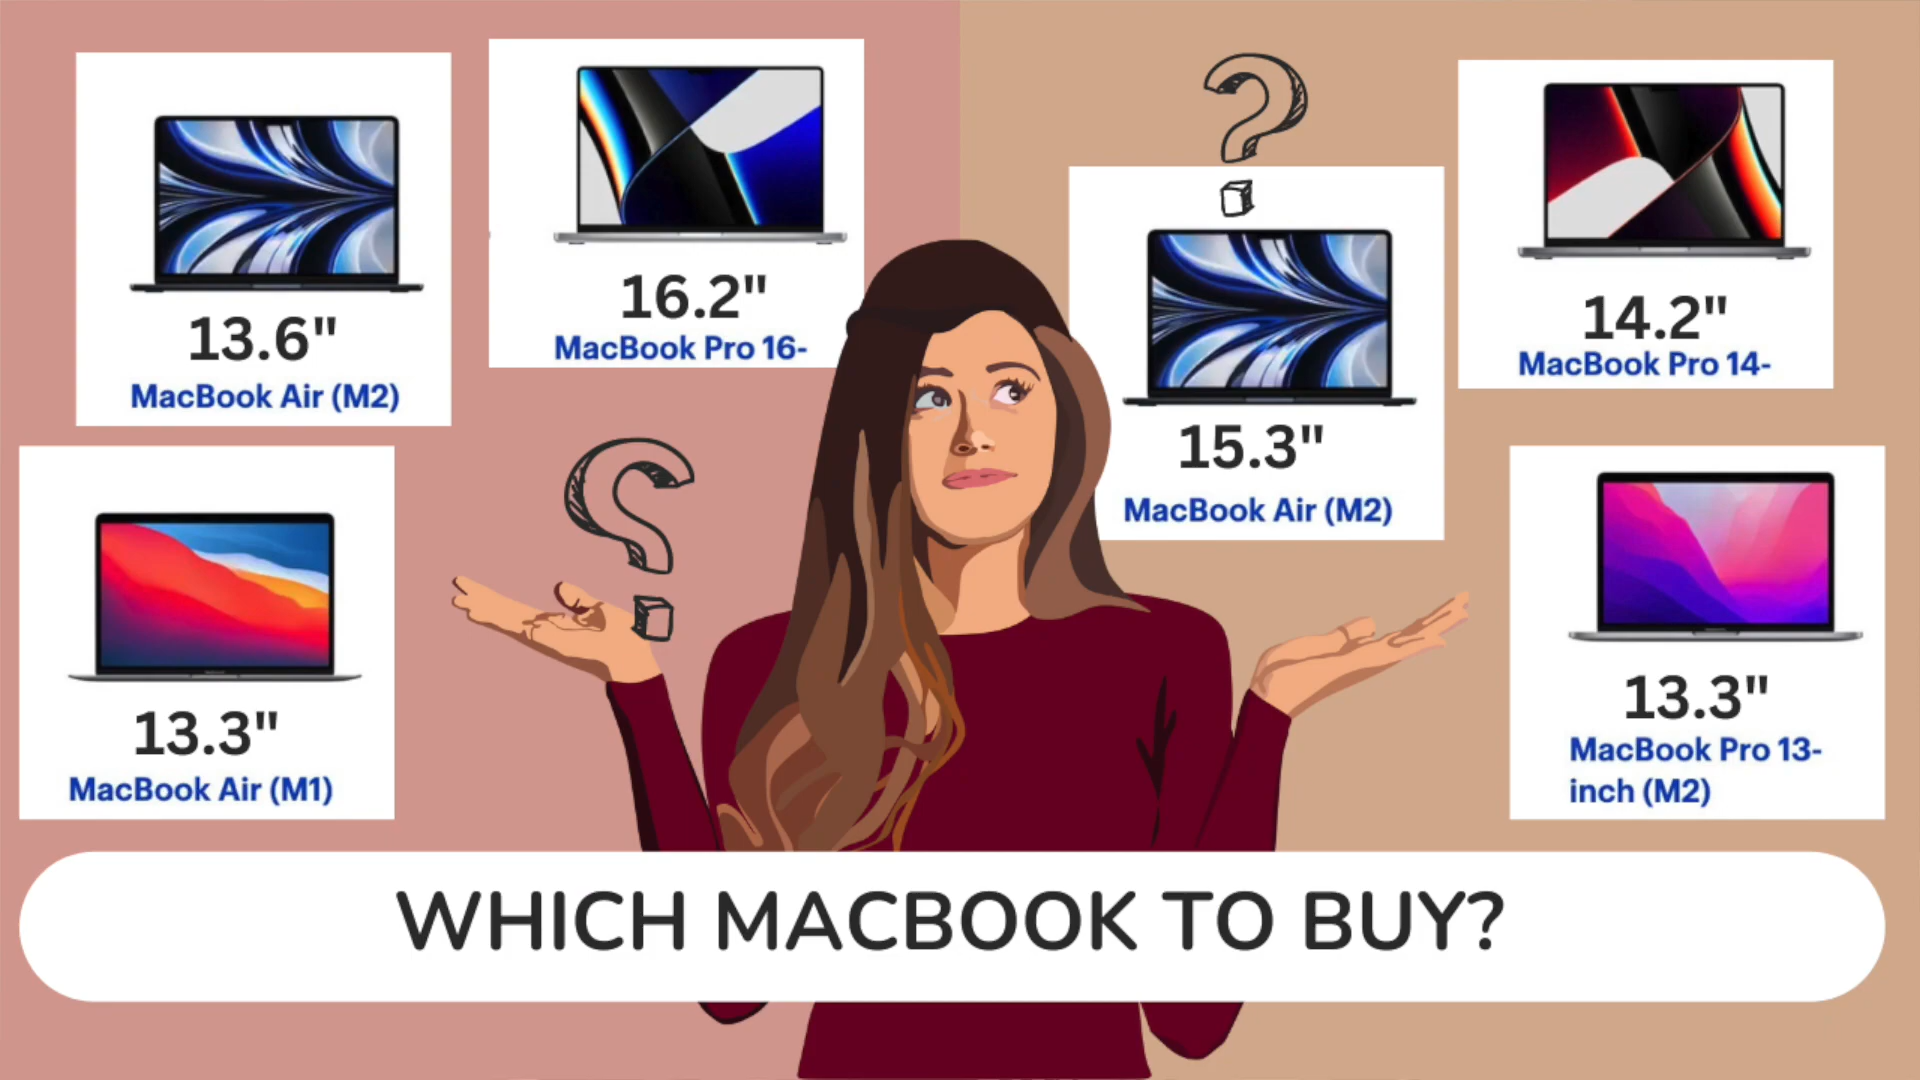 13.6"
MacBook Air (M2)
16.2"
MacBook Pro 16-
15.3"
MacBook Air (M2)
14.2"
MacBook Pro 14-
13.3"
MacBook Air (M1)
13.3"
MacBook Pro 13-
inch (M2)
WHICH MACBOOK TO BUY?